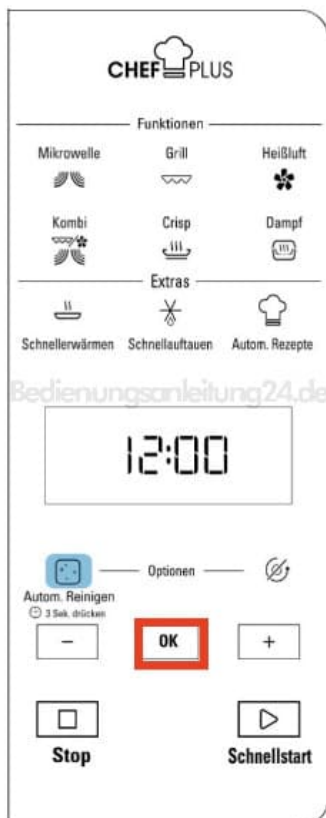 CHEF PLUS
Funktionen
Mikrowelle Grill Heißluft
Kombi Crisp Dampf
Extras
Schnellerwärmen Schnellauftauen Autom. Rezepte
Bedienungsanleitung24.de
12:00
Optionen
Autom. Reinigen
3 Sek. drücken
- OK +
Stop Schnellstart